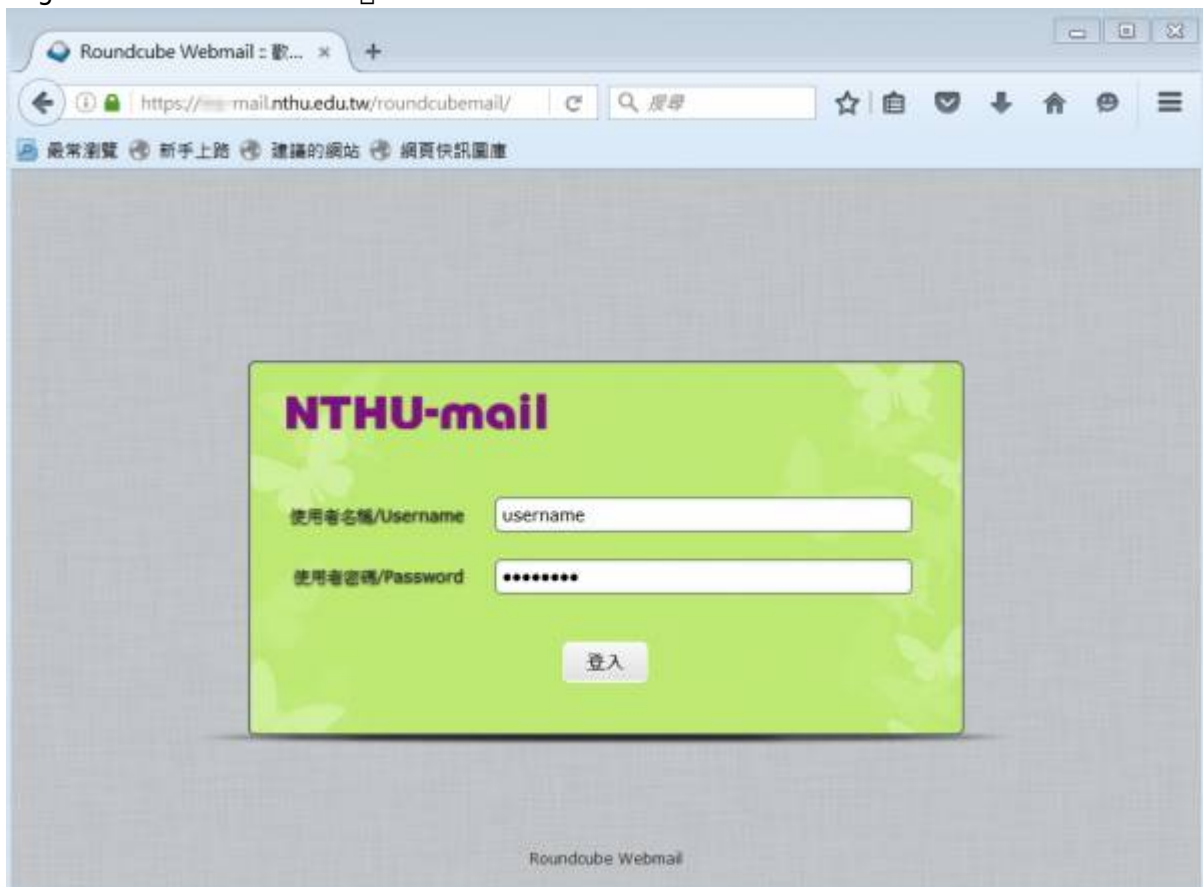 Roundcube Webmail :: 歡... × +
https:// mail.nthu.edu.tw/roundcubemail/
搜尋
最常瀏覽 新手上路 建議的網站 網頁快訊圖庫
NTHU-mail
使用者名稱/Username username
使用者密碼/Password ••••••••
登入
Roundcube Webmail